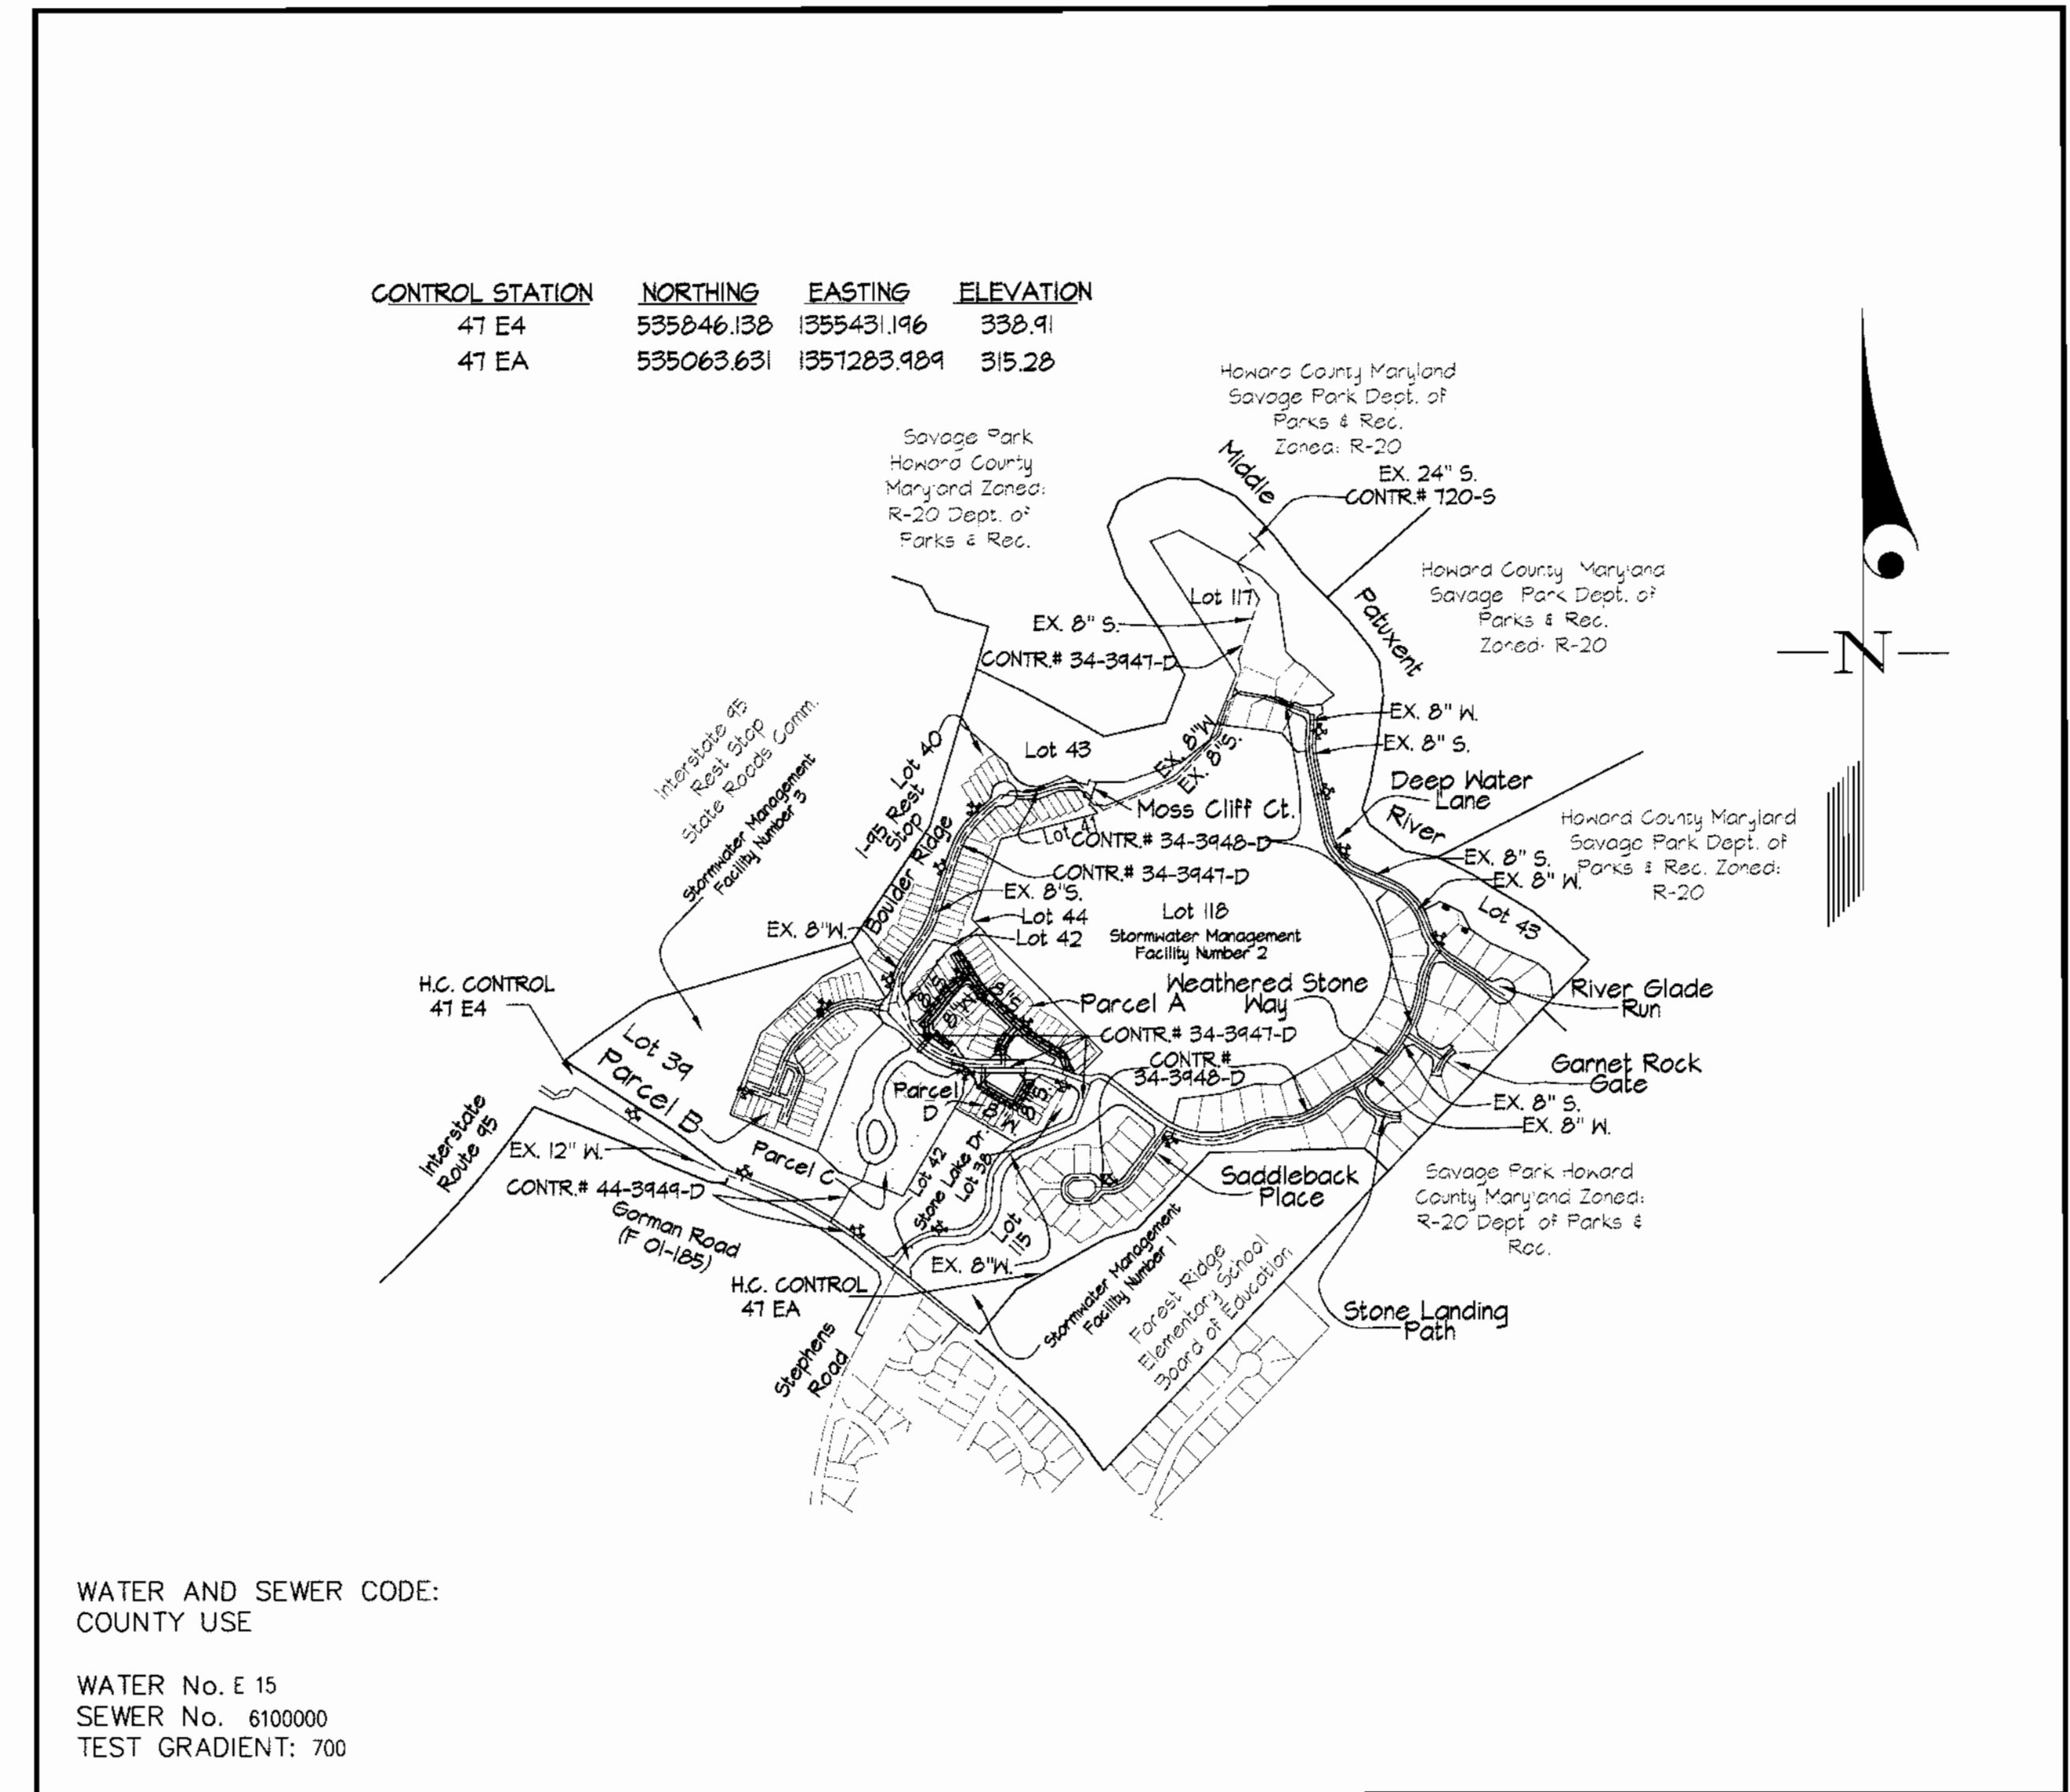 CONTROL STATION NORTHING EASTING ELEVATION
47 E4 535846.138 1355431.196 338.91
47 EA 535063.631 1357283.989 315.28
Howard County Maryland
Savage Park Dept. of
Parks & Rec.
Zoned: R-20
Savage Park
Howard County
Maryland Zoned:
R-20 Dept. of
Parks & Rec.
Middle
EX. 24" S.
CONTR.# 720-S
Howard County Maryland
Savage Park Dept. of
Parks & Rec.
Zoned: R-20
Patuxent
N
Lot 117
EX. 8" S.
CONTR.# 34-3947-D
Interstate 95
Rest Stop
State Roads Comm.
Stormwater Management
Facility Number 3
Lot 40
I-95 Rest
Stop
Lot 43
EX. 8"W
EX. 8"S.
EX. 8" W.
EX. 8" S.
Deep Water
Lane
River
Moss Cliff Ct.
Lot 41
CONTR.# 34-3948-D
Howard County Maryland
Savage Park Dept. of
Parks & Rec. Zoned:
R-20
EX. 8" S.
EX. 8" W.
Boulder Ridge
CONTR.# 34-3947-D
EX. 8"S.
Lot 44
Lot 42
EX. 8"W.
Lot 118
Stormwater Management
Facility Number 2
Lot 43
H.C. CONTROL
47 E4
8"S.
8"W.
8"S.
Parcel A
Weathered Stone
Way
River Glade
Run
CONTR.# 34-3947-D
CONTR.#
34-3948-D
Lot 39
Parcel B
Parcel
D
8"W.
8"S.
Garnet Rock
Gate
EX. 8" S.
EX. 8" W.
Interstate
Route 95
EX. 12" W.
CONTR.# 44-3949-D
Parcel C
Lot 42
Stone Lake Dr.
Lot 38
Saddleback
Place
Savage Park Howard
County Maryland Zoned:
R-20 Dept of Parks &
Rec.
Gorman Road
(F 01-185)
Lot
115
EX. 8"W.
H.C. CONTROL
47 EA
Stormwater Management
Facility Number 1
Forest Ridge
Elementary School
Board of Education
Stone Landing
Path
Stephens
Road
WATER AND SEWER CODE:
COUNTY USE
WATER No. E 15
SEWER No. 6100000
TEST GRADIENT: 700